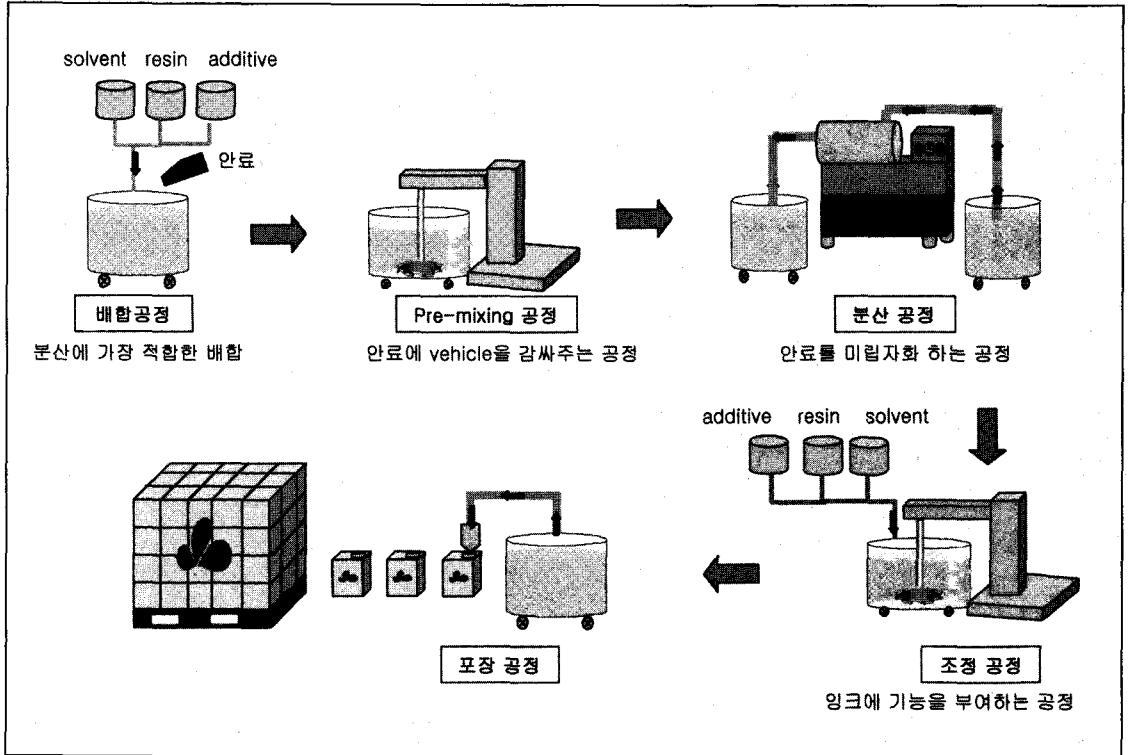 solvent resin additive
안료
배합공정
분산에 가장 적합한 배합
Pre-mixing 공정
안료에 vehicle을 감싸주는 공정
분산 공정
안료를 미립자화 하는 공정
additive resin solvent
조정 공정
잉크에 기능을 부여하는 공정
포장 공정